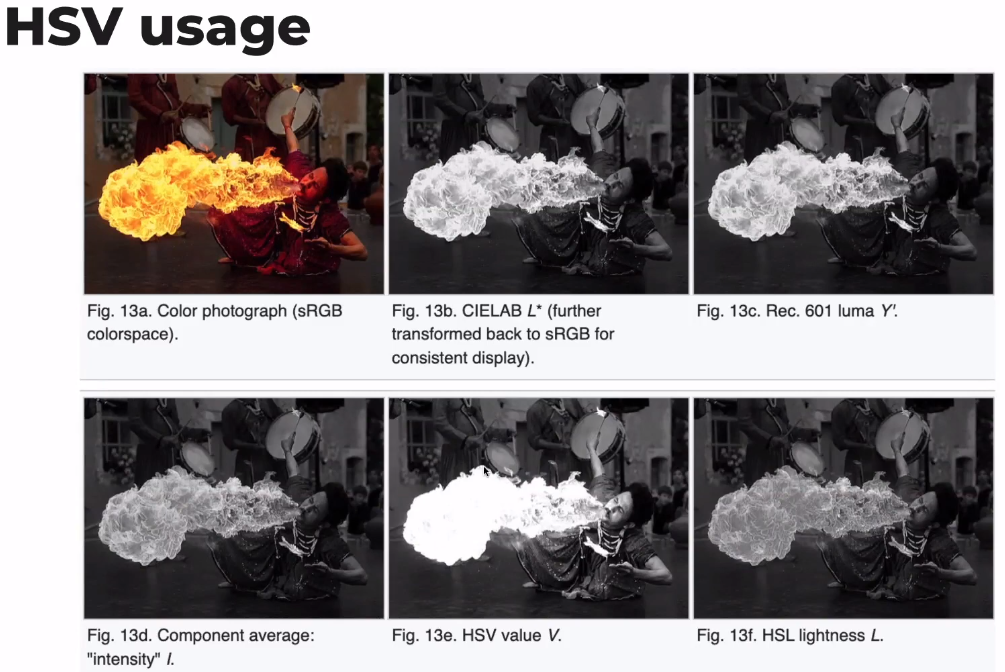 HSV usage
Fig. 13a. Color photograph (sRGB
colorspace).
Fig. 13b. CIELAB L* (further
transformed back to sRGB for
consistent display).
Fig. 13c. Rec. 601 luma Y′.
Fig. 13d. Component average:
"intensity" I.
Fig. 13e. HSV value V.
Fig. 13f. HSL lightness L.